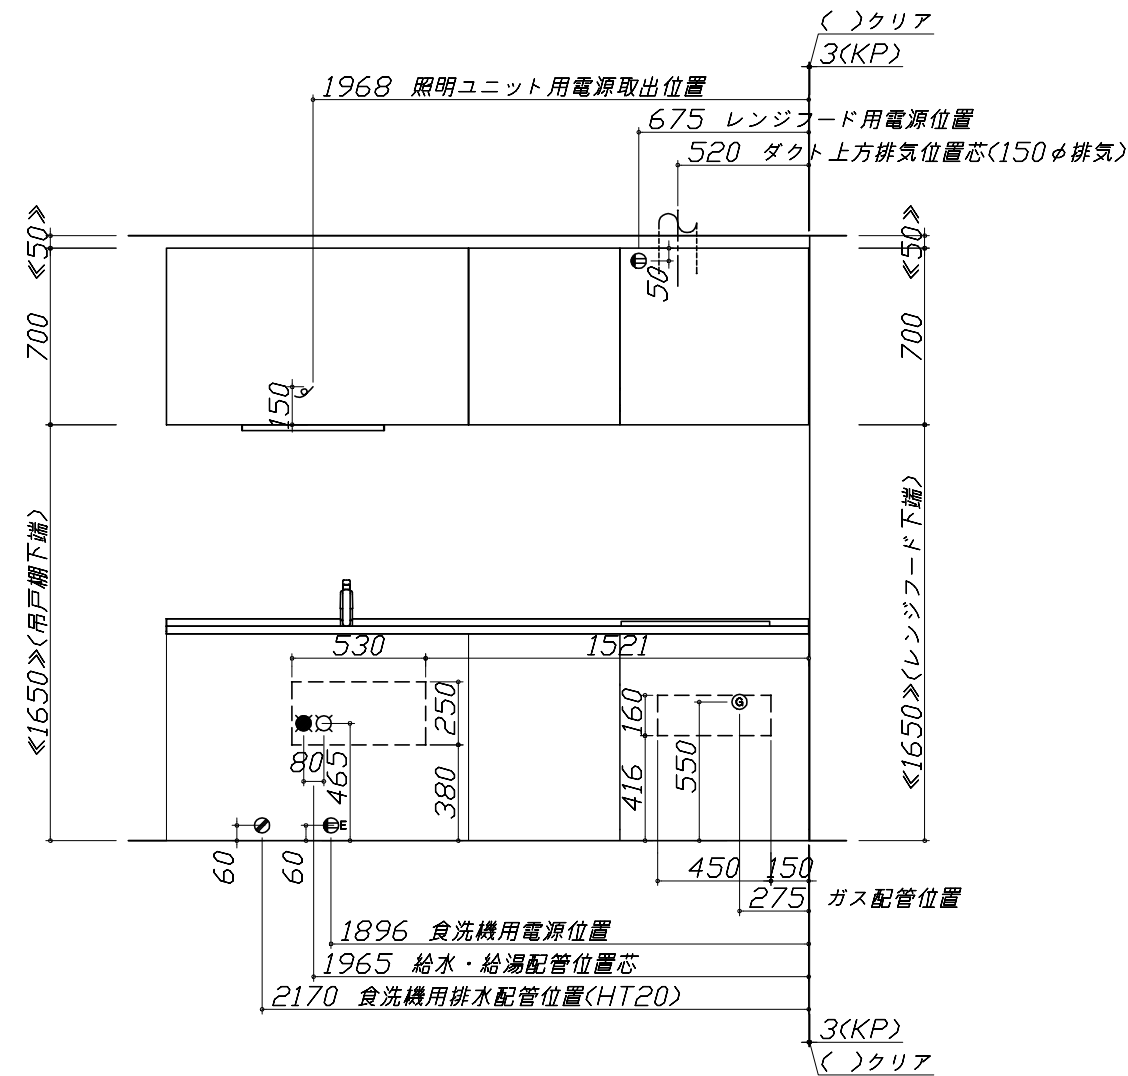 ( )クリア
3(KP)
1968 照明ユニット用電源取出位置
675 レンジフード用電源位置
520 ダクト上方排気位置芯(150φ排気)
≪50≫
≪50≫
50
700
700
150
≪1650≫(吊戸棚下端)
≪1650≫(レンジフード下端)
530
1521
250
160
G
80
465
380
416
550
E
60
60
450
150
275 ガス配管位置
1896 食洗機用電源位置
1965 給水・給湯配管位置芯
2170 食洗機用排水配管位置(HT20)
3(KP)
( )クリア